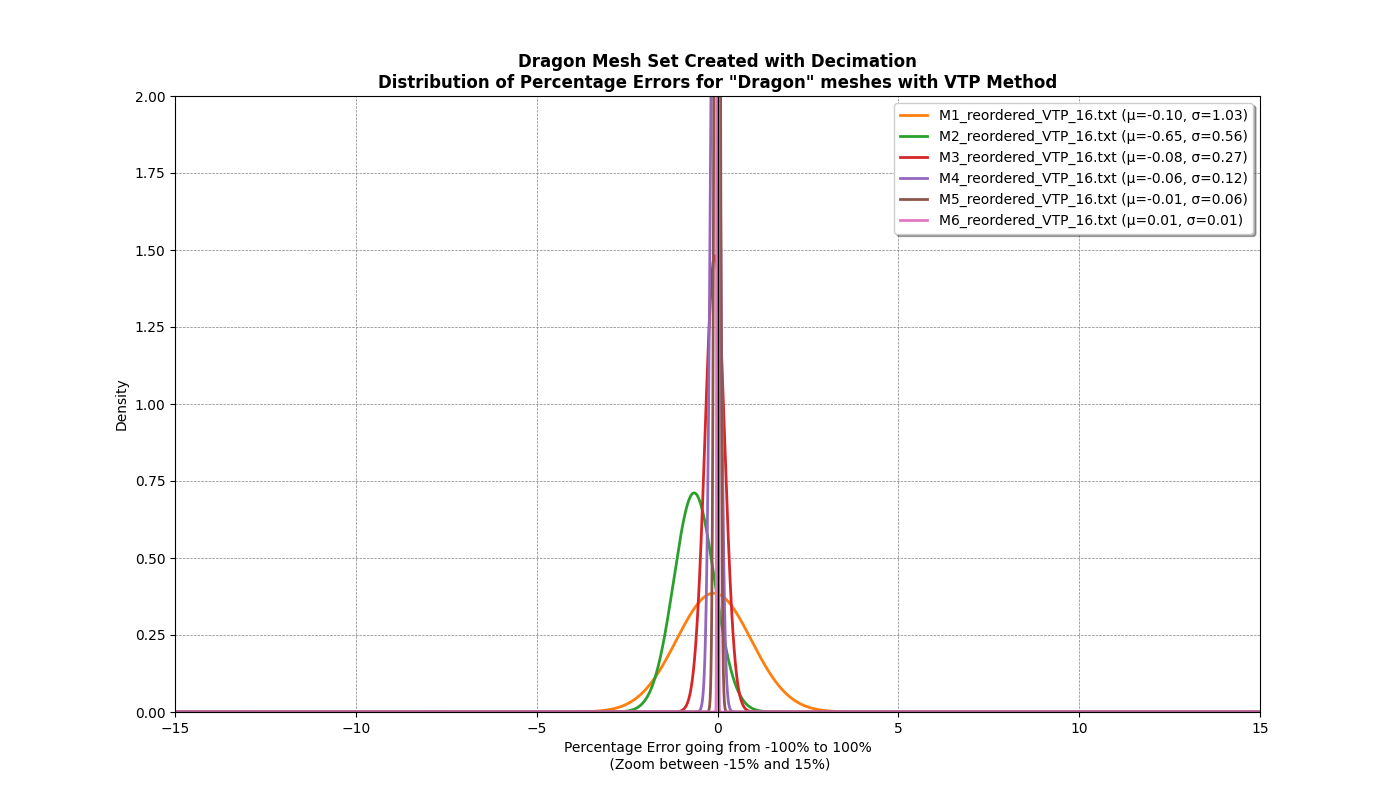 Dragon Mesh Set Created with Decimation
Distribution of Percentage Errors for "Dragon" meshes with VTP Method
2.00
1.75
1.50
1.25
1.00
0.75
0.50
0.25
0.00
Density
M1_reordered_VTP_16.txt (μ=-0.10, σ=1.03)
M2_reordered_VTP_16.txt (μ=-0.65, σ=0.56)
M3_reordered_VTP_16.txt (μ=-0.08, σ=0.27)
M4_reordered_VTP_16.txt (μ=-0.06, σ=0.12)
M5_reordered_VTP_16.txt (μ=-0.01, σ=0.06)
M6_reordered_VTP_16.txt (μ=0.01, σ=0.01)
−15 −10 −5 0 5 10 15
Percentage Error going from -100% to 100%
(Zoom between -15% and 15%)